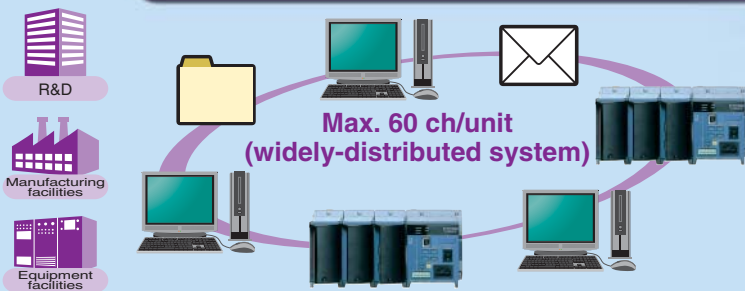 R&D
Manufacturing
facilities
Equipment
facilities
Max. 60 ch/unit
(widely-distributed system)